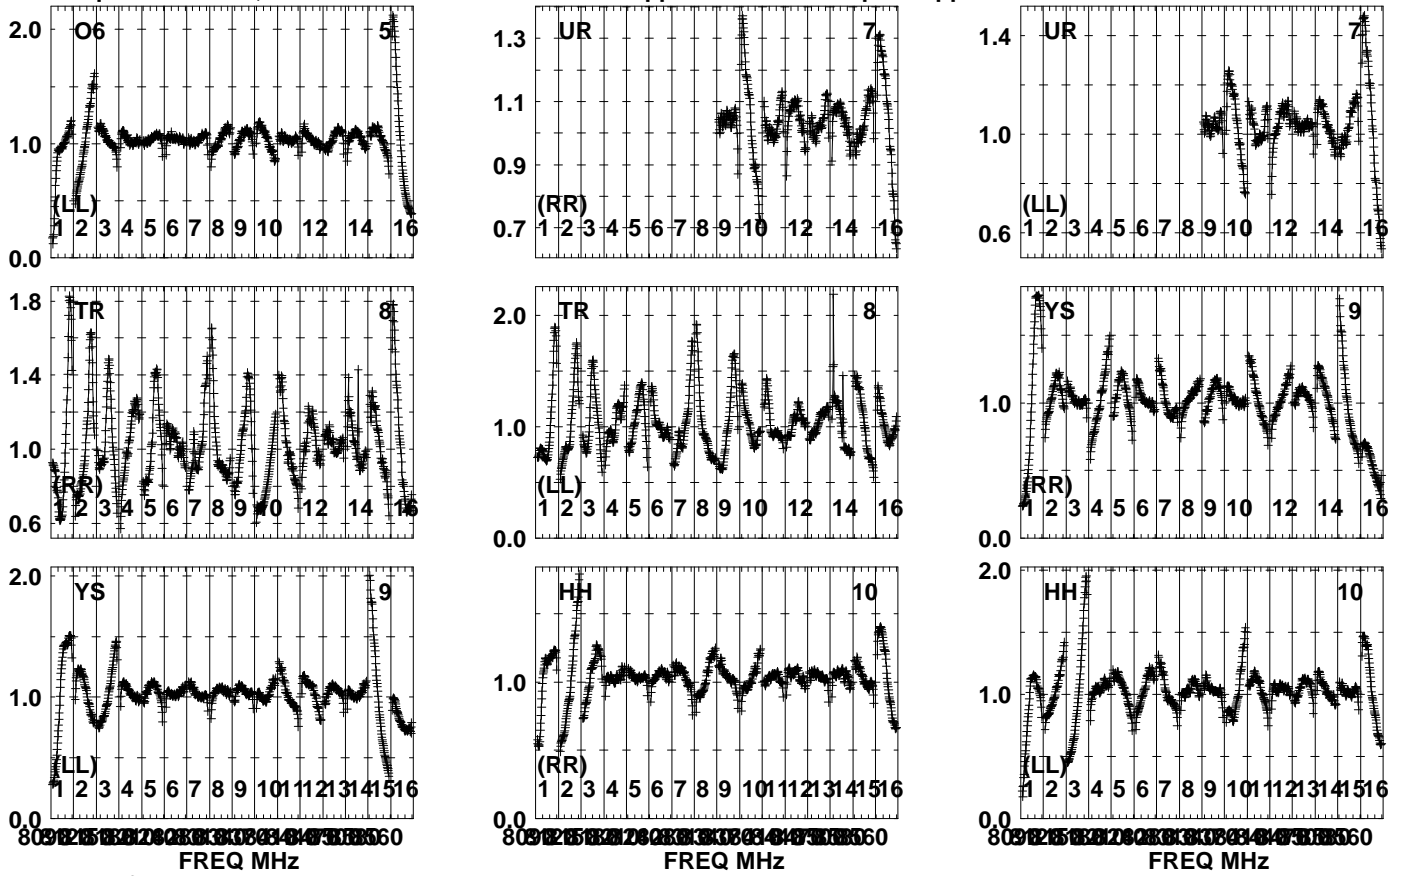 2.0 O6 5
1.0
(LL)
1 2 3 4 5 6 7 8 9 10 12 14 16
0.0
1.3 UR 7
1.1
0.9
(RR)
0.7 1 2 3 4 5 6 7 8 9 10 12 14 16
1.4 UR 7
1.0
(LL)
0.6 1 2 3 4 5 6 7 8 9 10 12 14 16
1.8 TR 8
1.4
1.0
(RR)
0.6 1 2 3 4 5 6 7 8 9 10 12 14 16
2.0 TR 8
1.0
(LL)
1 2 3 4 5 6 7 8 9 10 12 14 16
0.0
YS 9
1.0
(RR)
1 2 3 4 5 6 7 8 9 10 12 14 16
0.0
2.0 YS 9
1.0
(LL)
1 2 3 4 5 6 7 8 9 10 11 12 13 14 15 16
0.0
FREQ MHz
HH 10
1.0
(RR)
1 2 3 4 5 6 7 8 9 10 11 12 13 14 15 16
0.0
FREQ MHz
2.0 HH 10
1.0
(LL)
1 2 3 4 5 6 7 8 9 10 11 12 13 14 15 16
0.0
FREQ MHz